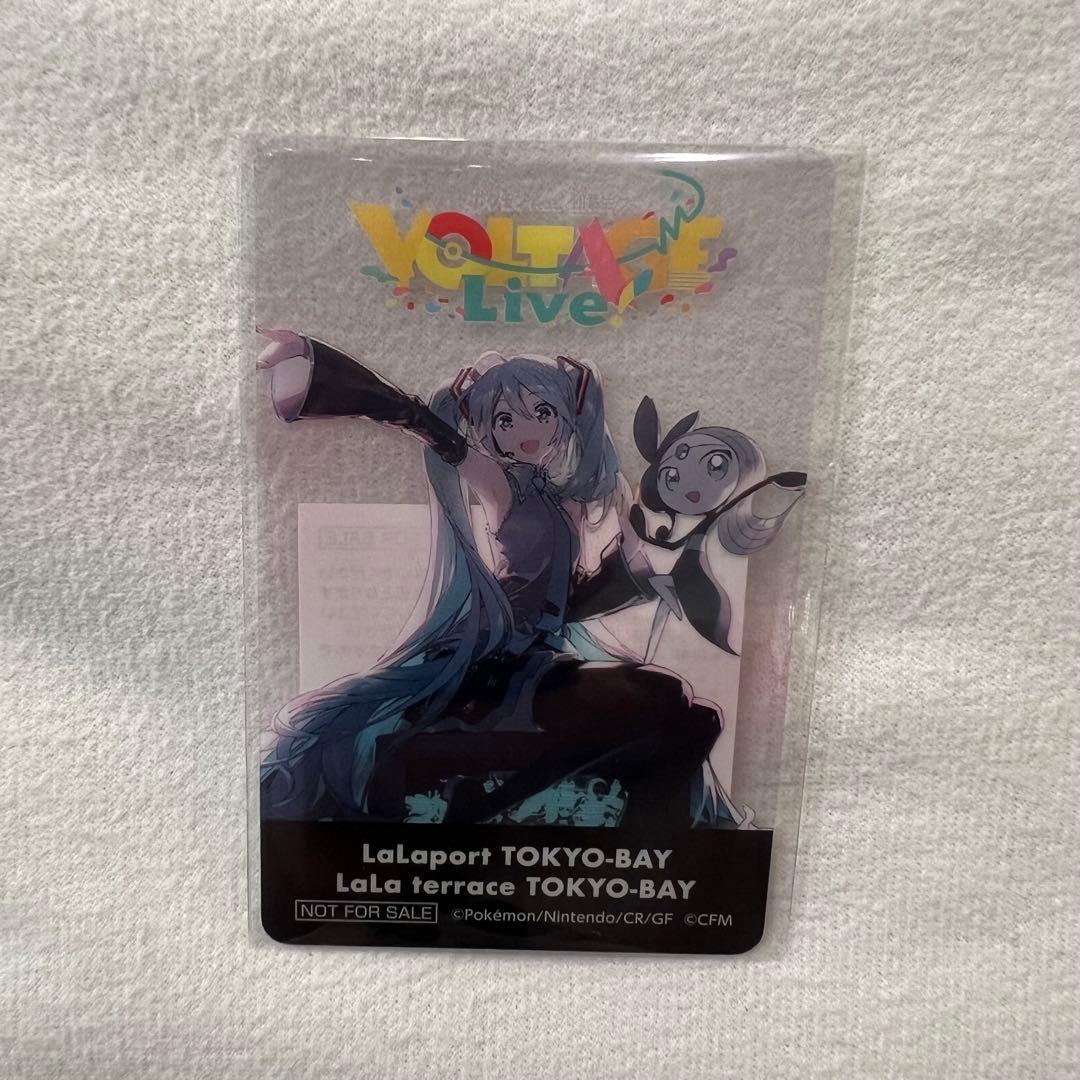 VOLTAGE
Live!
LaLaport TOKYO-BAY
LaLa terrace TOKYO-BAY
NOT FOR SALE ©Pokémon/Nintendo/CR/GF ©CFM